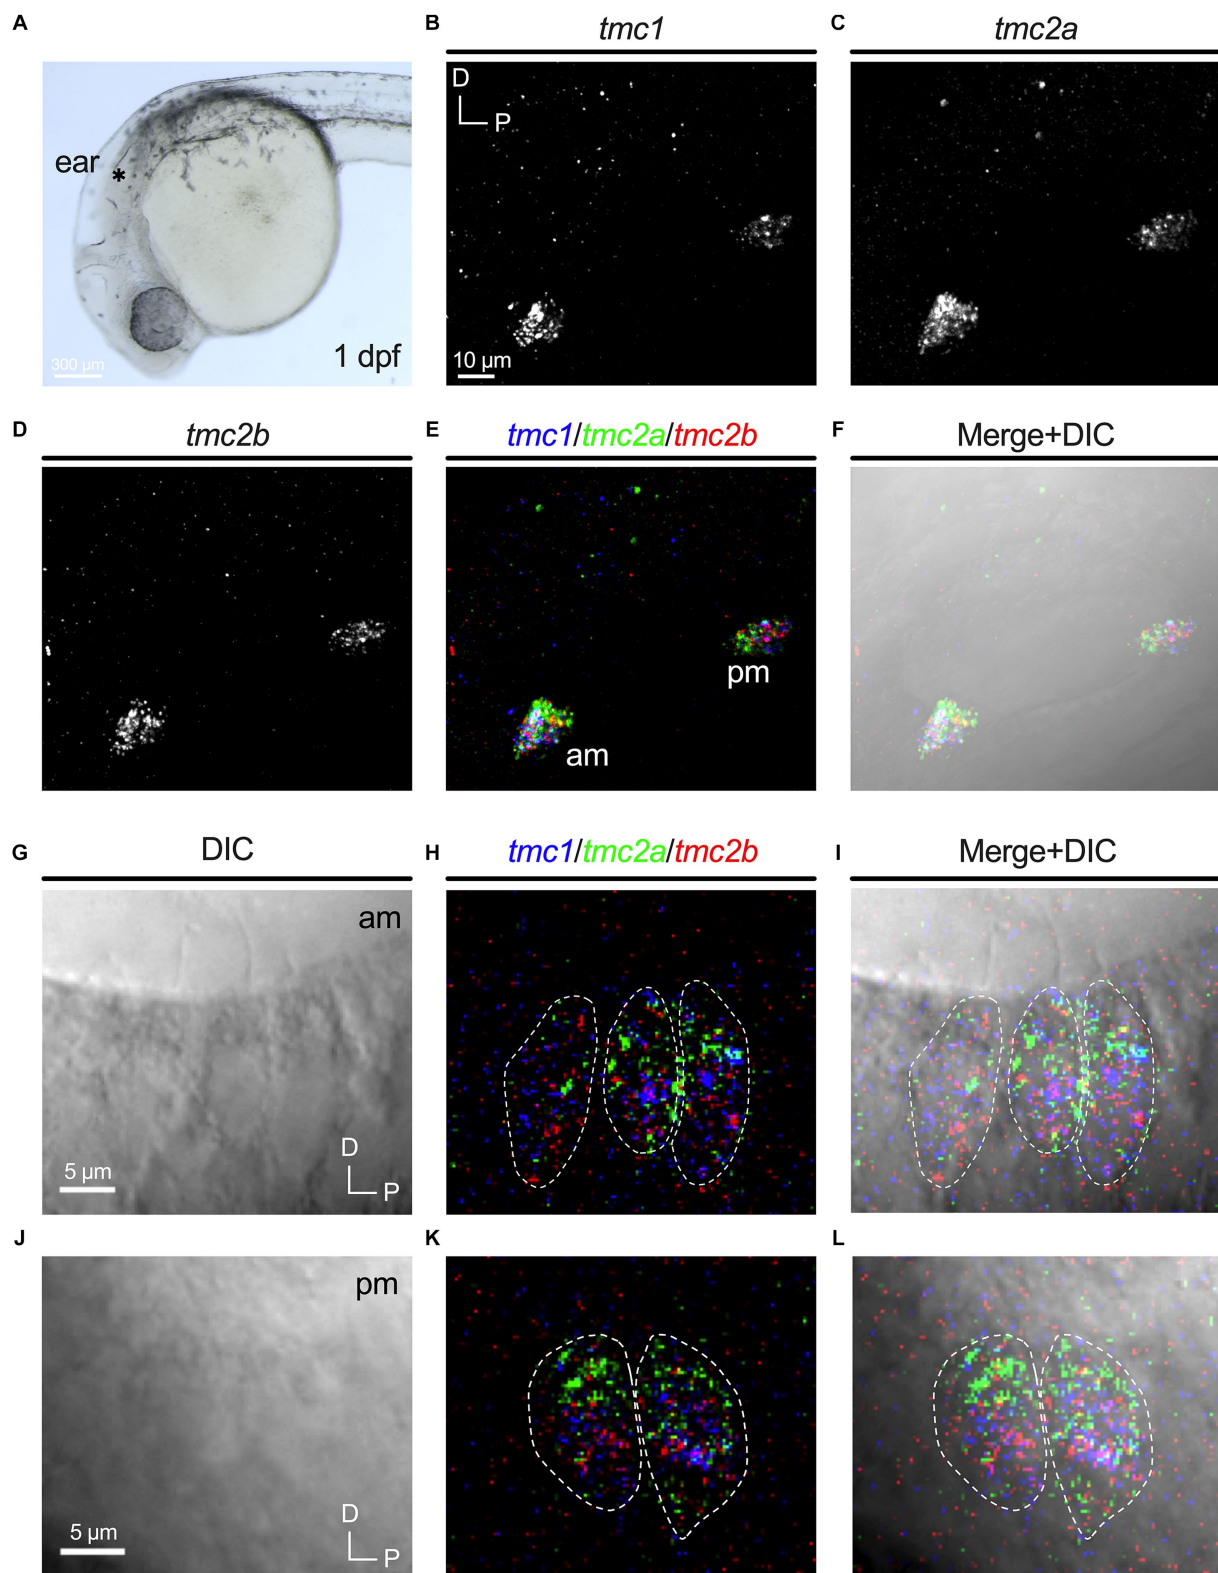 A
B
tmc1
C
tmc2a
ear
*
300 µm
1 dpf
D
P
10 µm
D
tmc2b
E
tmc1/tmc2a/tmc2b
F
Merge+DIC
pm
am
G
DIC
H
tmc1/tmc2a/tmc2b
I
Merge+DIC
am
5 µm
D
P
J
K
L
pm
5 µm
D
P